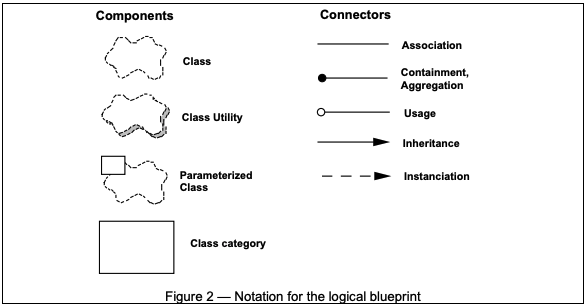 Components
Class
Class Utility
Parameterized
Class
Class category
Connectors
Association
Containment,
Aggregation
Usage
Inheritance
Instanciation
Figure 2 — Notation for the logical blueprint